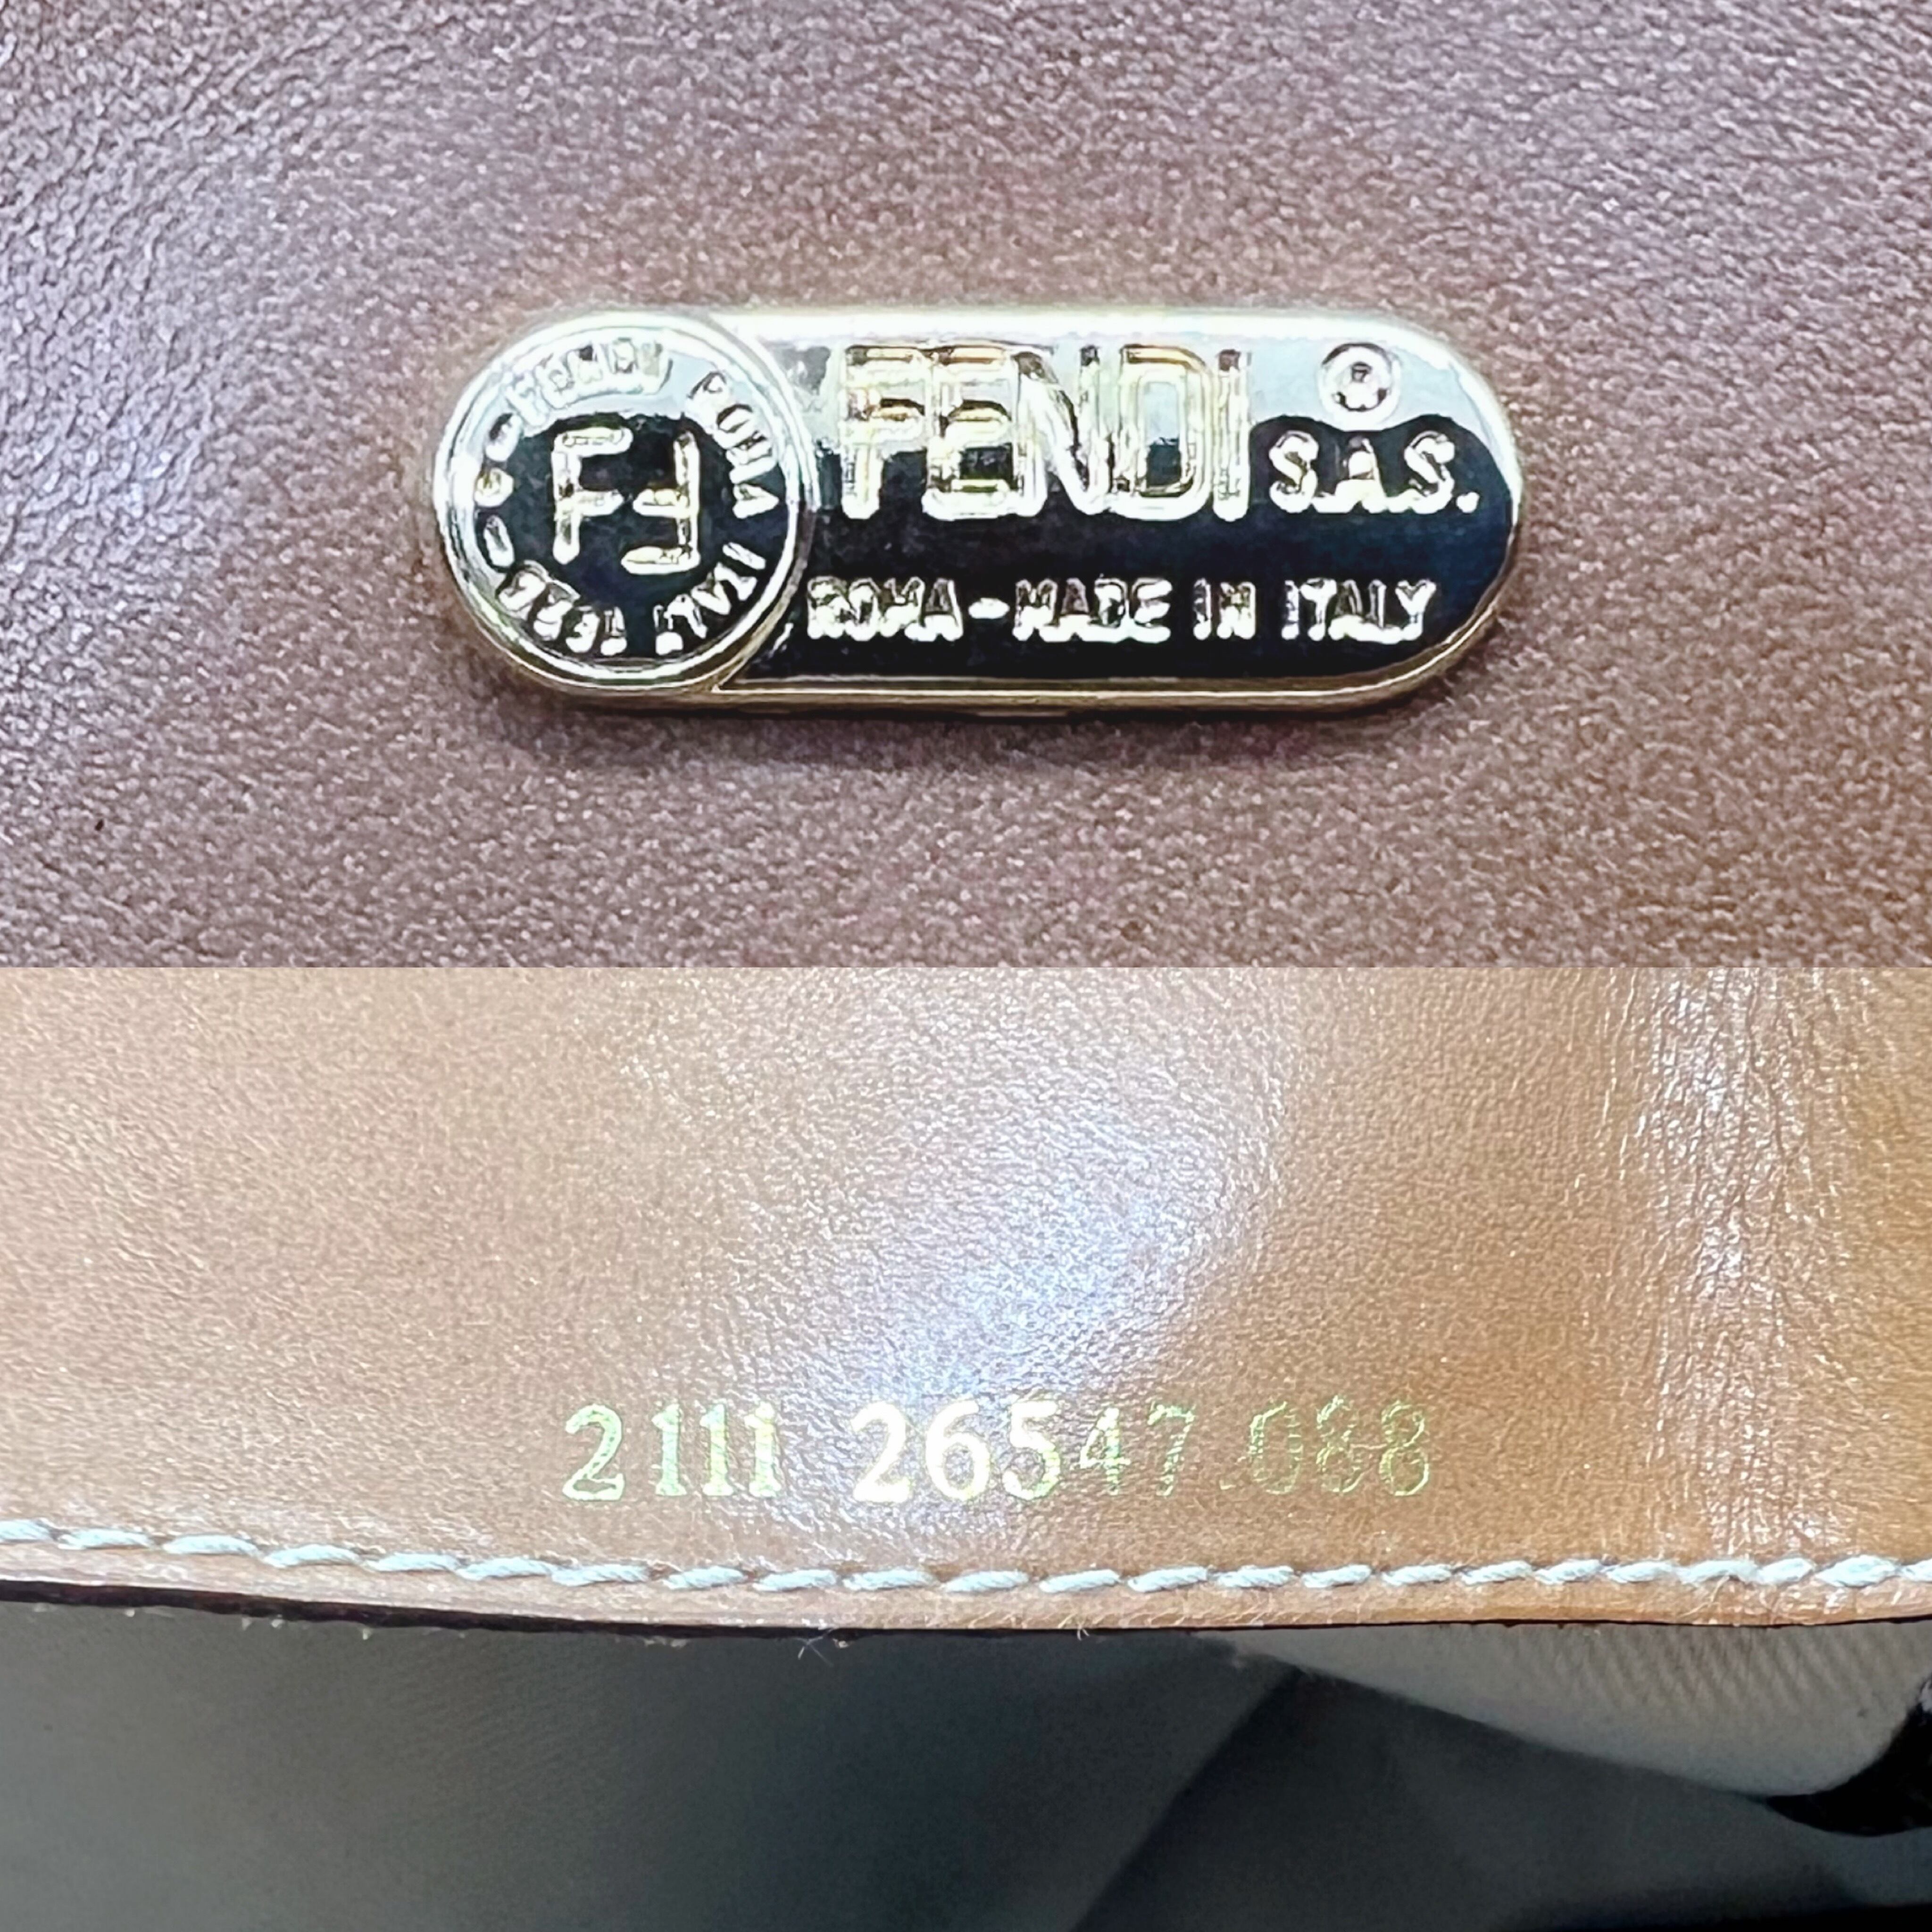 FENDI ROMA ITALY 1925
FF
FENDI ® S.A.S.
ROMA-MADE IN ITALY
2111 26547.088